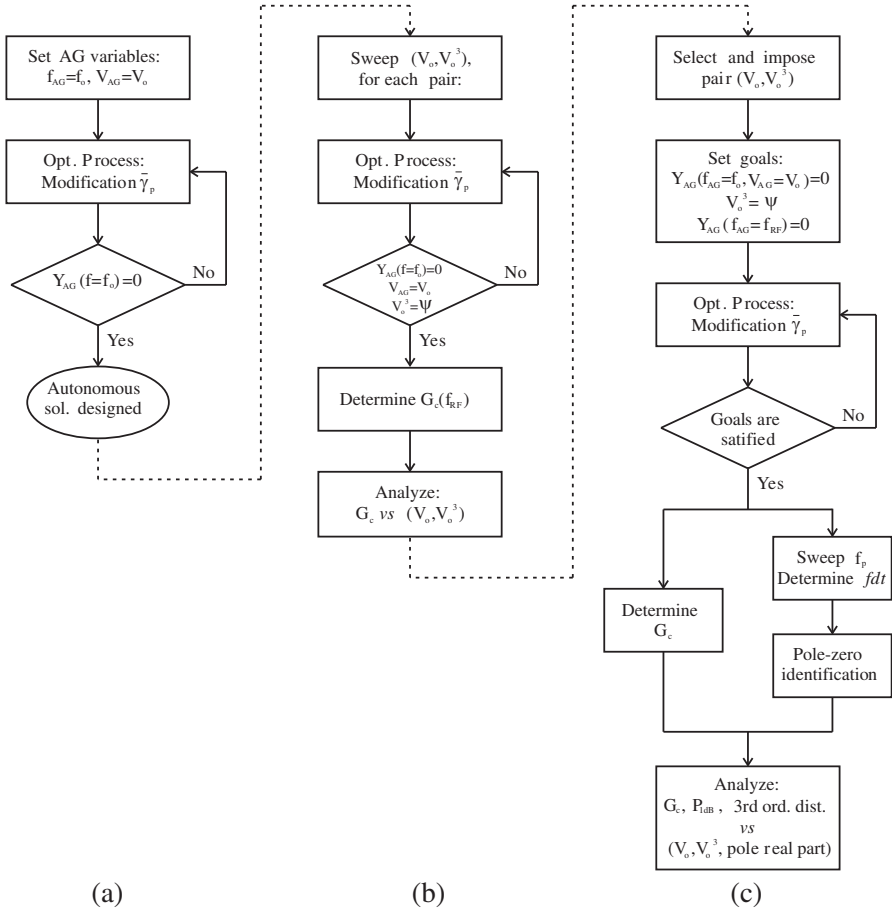 Set AG variables:
f_AG=f_o, V_AG=V_o
Opt. Process:
Modification γ̄_p
Y_AG (f=f_o)=0
No
Yes
Autonomous
sol. designed
(a)
Sweep (V_o,V_o^3),
for each pair:
Opt. Process:
Modification γ̄_p
Y_AG(f=f_o)=0
V_AG=V_o
V_o^3=Ψ
No
Yes
Determine G_c(f_RF)
Analyze:
G_c vs (V_o,V_o^3)
(b)
Select and impose
pair (V_o,V_o^3)
Set goals:
Y_AG(f_AG=f_o,V_AG=V_o)=0
V_o^3= Ψ
Y_AG(f_AG=f_RF)=0
Opt. Process:
Modification γ̄_p
Goals are
satified
No
Yes
Determine
G_c
Sweep f_p
Determine fdt
Pole-zero
identification
Analyze:
G_c, P_1dB, 3rd ord. dist.
vs
(V_o,V_o^3, pole real part)
(c)